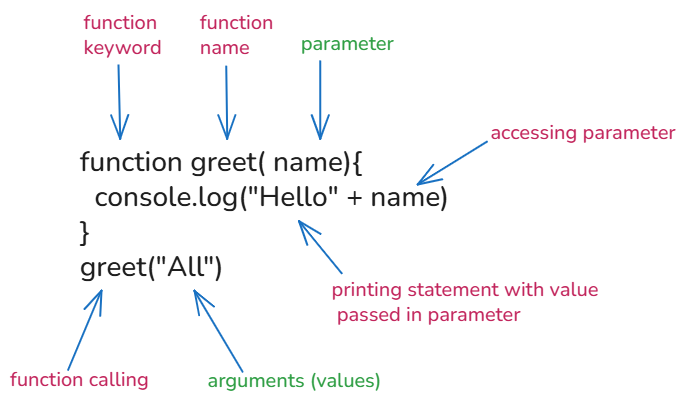 function
keyword
function
name
parameter
accessing parameter
function greet( name){
console.log("Hello" + name)
}
greet("All")
printing statement with value
passed in parameter
function calling
arguments (values)